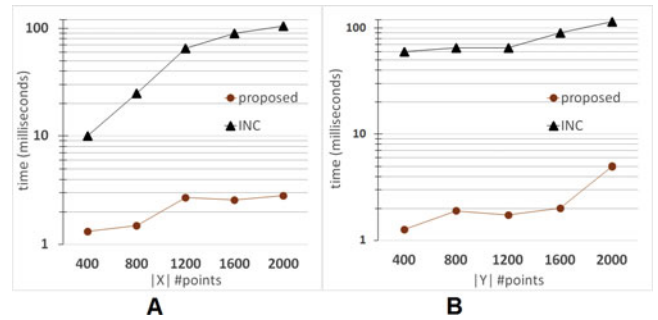 100
10
1
time (milliseconds)
proposed
INC
400 800 1200 1600 2000
|X| #points
A
100
10
1
time (milliseconds)
proposed
INC
400 800 1200 1600 2000
|Y| #points
B